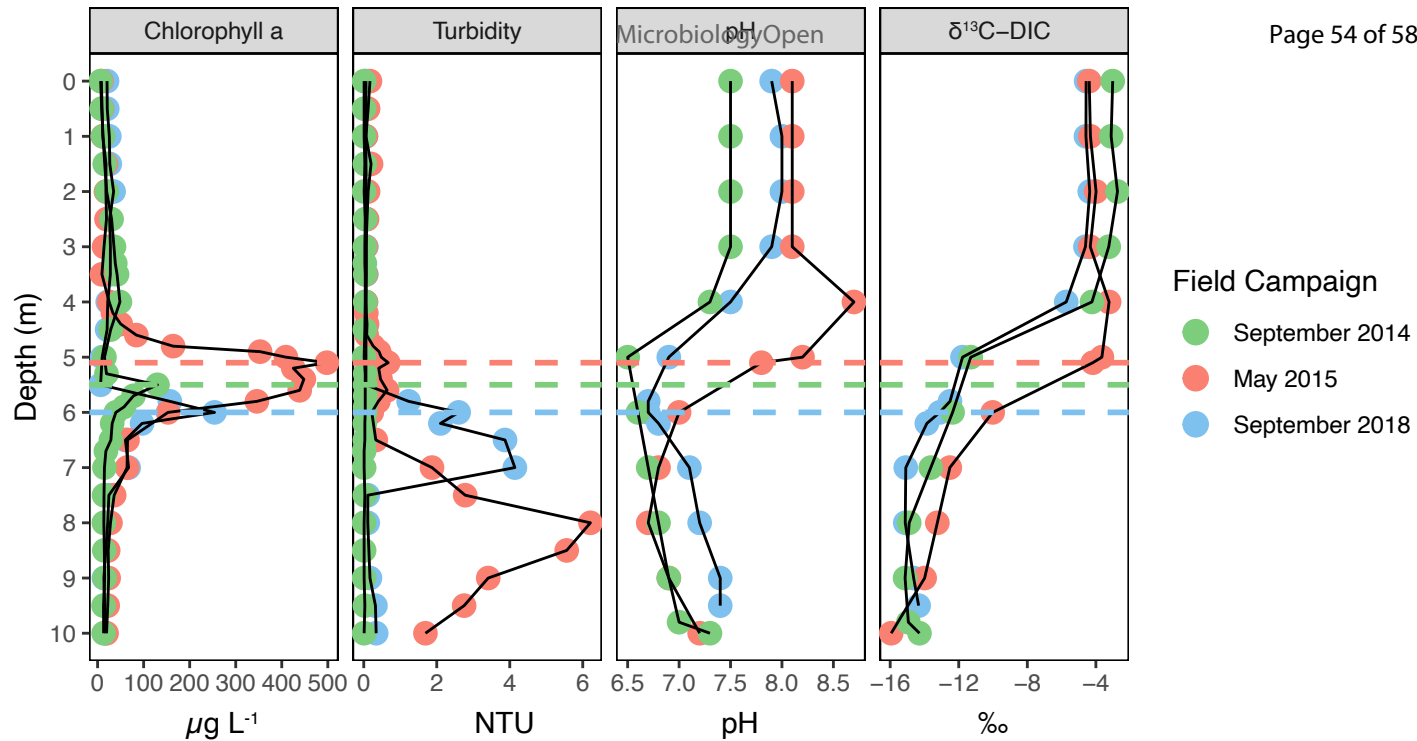 Chlorophyll a Turbidity pH δ¹³C−DIC
MicrobiologyOpen
Page 54 of 58
Depth (m)
0
1
2
3
4
5
6
7
8
9
10
0 100 200 300 400 500
0 2 4 6
6.5 7.0 7.5 8.0 8.5
−16 −12 −8 −4
µg L⁻¹ NTU pH ‰
Field Campaign
September 2014
May 2015
September 2018